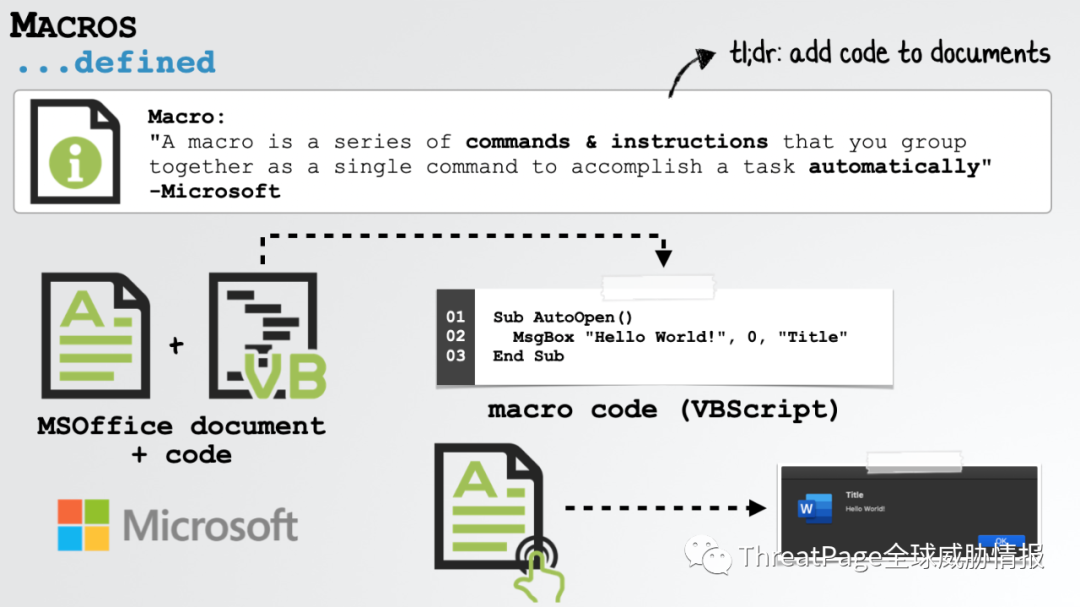 MACROS
...defined
tl;dr: add code to documents
Macro:
"A macro is a series of commands & instructions that you group
together as a single command to accomplish a task automatically"
-Microsoft
A
VB
01 Sub AutoOpen()
02 MsgBox "Hello World!", 0, "Title"
03 End Sub
MSOffice document
+ code
macro code (VBScript)
Microsoft
A
W
Title
Hello World!
OK
ThreatPage全球威胁情报